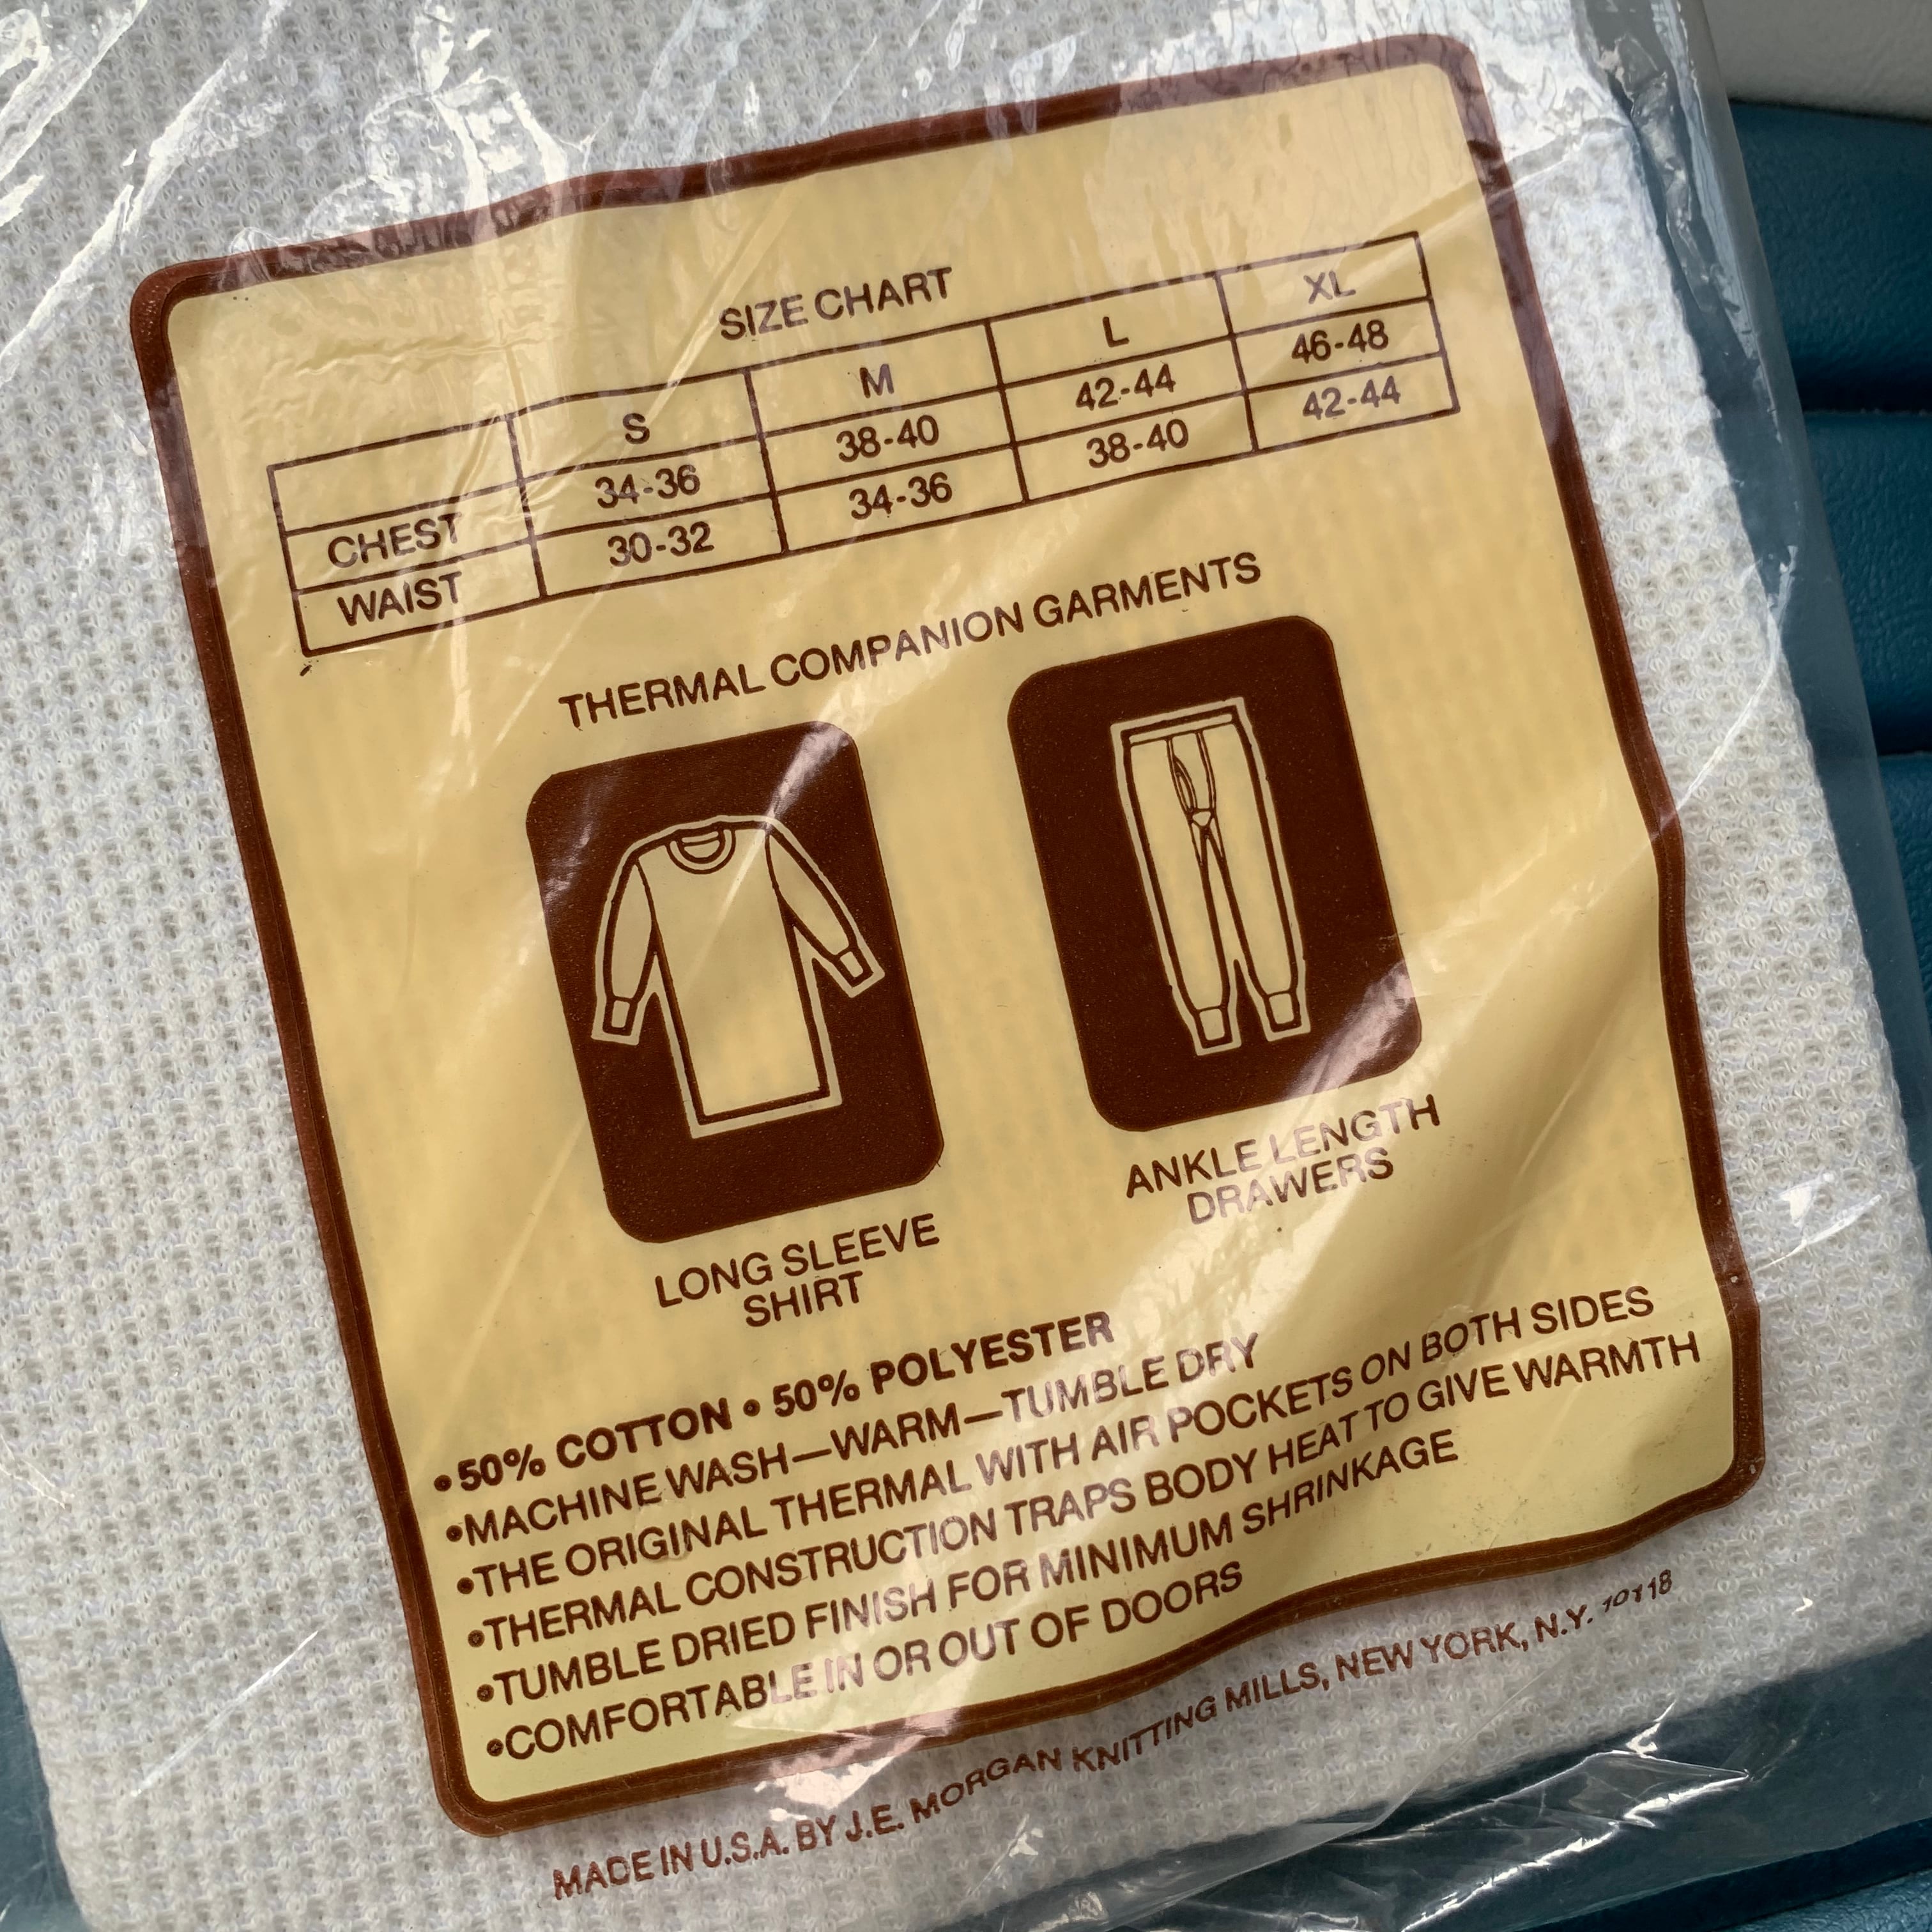 SIZE CHART
S M L XL
CHEST 34-36 38-40 42-44 46-48
WAIST 30-32 34-36 38-40 42-44
THERMAL COMPANION GARMENTS
LONG SLEEVE
SHIRT
ANKLE LENGTH
DRAWERS
•50% COTTON • 50% POLYESTER
•MACHINE WASH—WARM—TUMBLE DRY
•THE ORIGINAL THERMAL WITH AIR POCKETS ON BOTH SIDES
•THERMAL CONSTRUCTION TRAPS BODY HEAT TO GIVE WARMTH
•TUMBLE DRIED FINISH FOR MINIMUM SHRINKAGE
•COMFORTABLE IN OR OUT OF DOORS
MADE IN U.S.A. BY J.E. MORGAN KNITTING MILLS, NEW YORK, N.Y. 10118